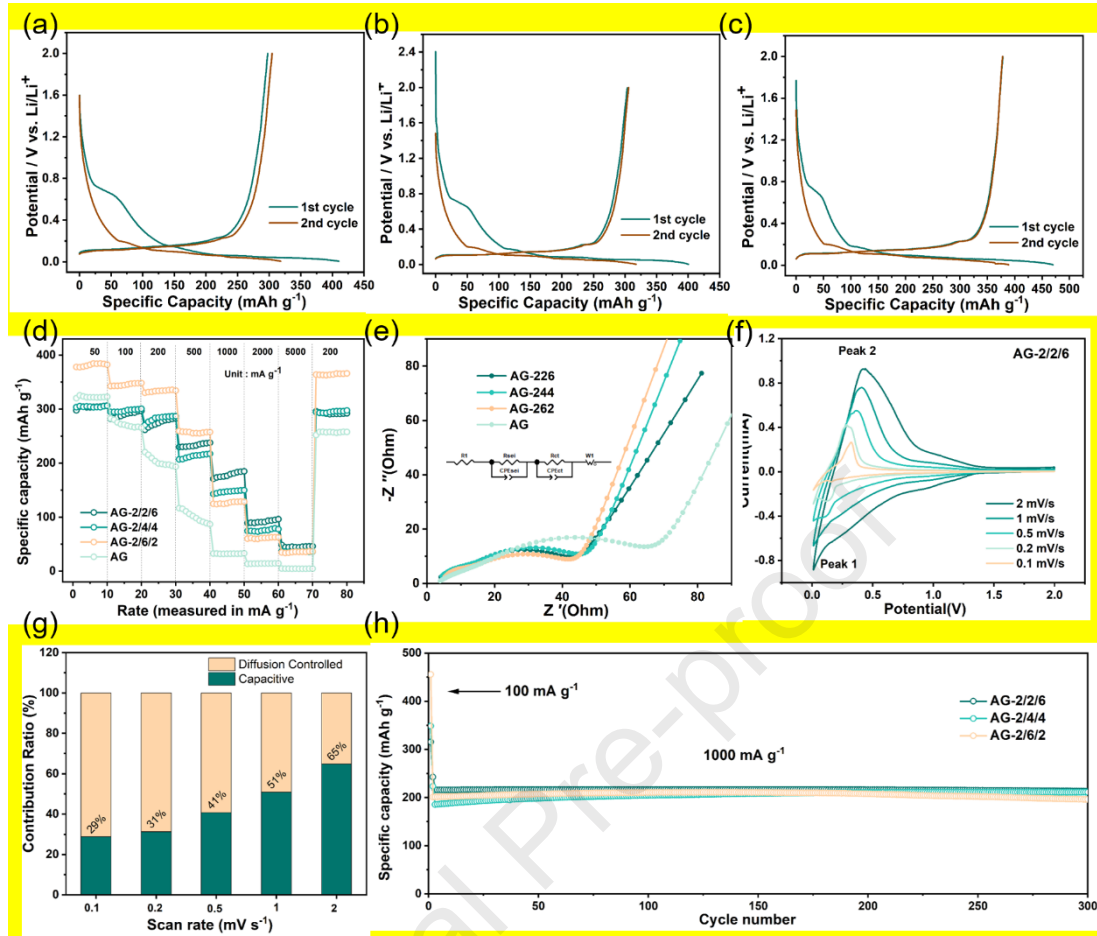 (a)
2.0
1.6
1.2
0.8
0.4
0.0
Potential / V vs. Li/Li+
1st cycle
2nd cycle
0 50 100 150 200 250 300 350 400 450
Specific Capacity (mAh g-1)
(b)
2.4
2.0
1.6
1.2
0.8
0.4
0.0
Potential / V vs. Li/Li+
1st cycle
2nd cycle
0 50 100 150 200 250 300 350 400 450
Specific Capacity (mAh g-1)
(c)
2.0
1.6
1.2
0.8
0.4
0.0
Potential / V vs. Li/Li+
1st cycle
2nd cycle
0 50 100 150 200 250 300 350 400 450 500
Specific Capacity (mAh g-1)
(d)
400
300
200
100
0
Specific capacity (mAh g-1)
50 100 200 500 1000 2000 5000 200
Unit : mA g-1
AG-2/2/6
AG-2/4/4
AG-2/6/2
AG
0 10 20 30 40 50 60 70 80
Rate (measured in mA g-1)
(e)
80
60
40
20
0
-Z ''(Ohm)
AG-226
AG-244
AG-262
AG
R1 Rsei Rct W1
CPEsei CPEct
0 20 40 60 80
Z '(Ohm)
(f)
Peak 2
AG-2/2/6
0.8
0.4
0.0
-0.4
-0.8
Current(mA)
2 mV/s
1 mV/s
0.5 mV/s
0.2 mV/s
0.1 mV/s
Peak 1
0.0 0.5 1.0 1.5 2.0
Potential(V)
(g)
120
100
80
60
40
20
0
Contribution Ratio (%)
Diffusion Controlled
Capacitive
29% 31% 41% 51% 65%
0.1 0.2 0.5 1 2
Scan rate (mV s-1)
(h)
500
400
300
200
100
0
Specific capacity (mAh g-1)
100 mA g-1
1000 mA g-1
AG-2/2/6
AG-2/4/4
AG-2/6/2
0 50 100 150 200 250 300
Cycle number
al Pre-proof